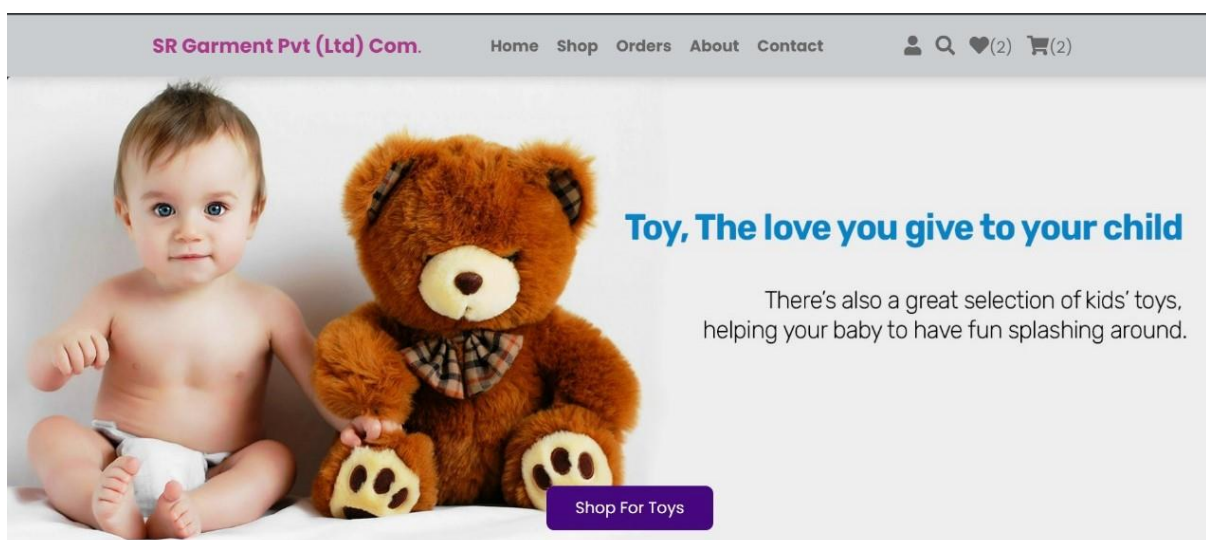 SR Garment Pvt (Ltd) Com.
Home Shop Orders About Contact
(2) (2)
Toy, The love you give to your child
There's also a great selection of kids' toys,
helping your baby to have fun splashing around.
Shop For Toys